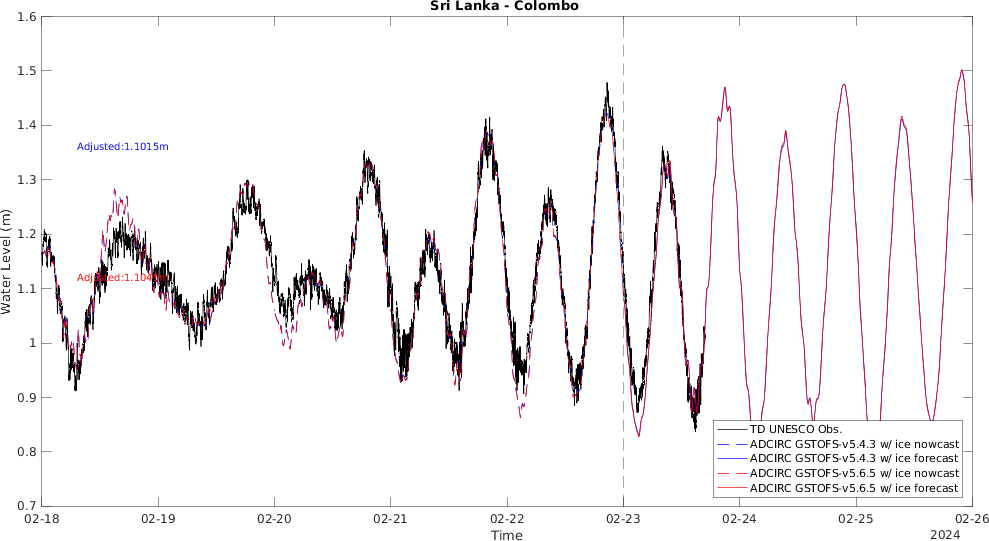 Sri Lanka - Colombo
1.6
1.5
1.4
1.3
1.2
1.1
1
0.9
0.8
0.7
Water Level (m)
Adjusted:1.1015m
TD UNESCO Obs.
ADCIRC GSTOFS-v5.4.3 w/ ice nowcast
ADCIRC GSTOFS-v5.4.3 w/ ice forecast
ADCIRC GSTOFS-v5.6.5 w/ ice nowcast
ADCIRC GSTOFS-v5.6.5 w/ ice forecast
02-18 02-19 02-20 02-21 02-22 02-23 02-24 02-25 02-26
Time
2024